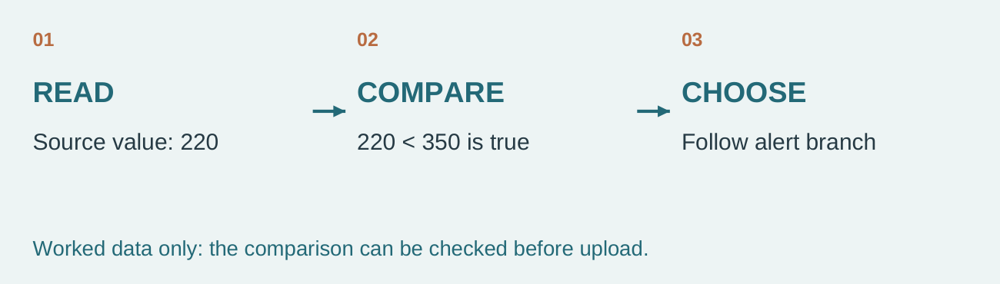 01
READ
Source value: 220
02
COMPARE
220 < 350 is true
03
CHOOSE
Follow alert branch
Worked data only: the comparison can be checked before upload.